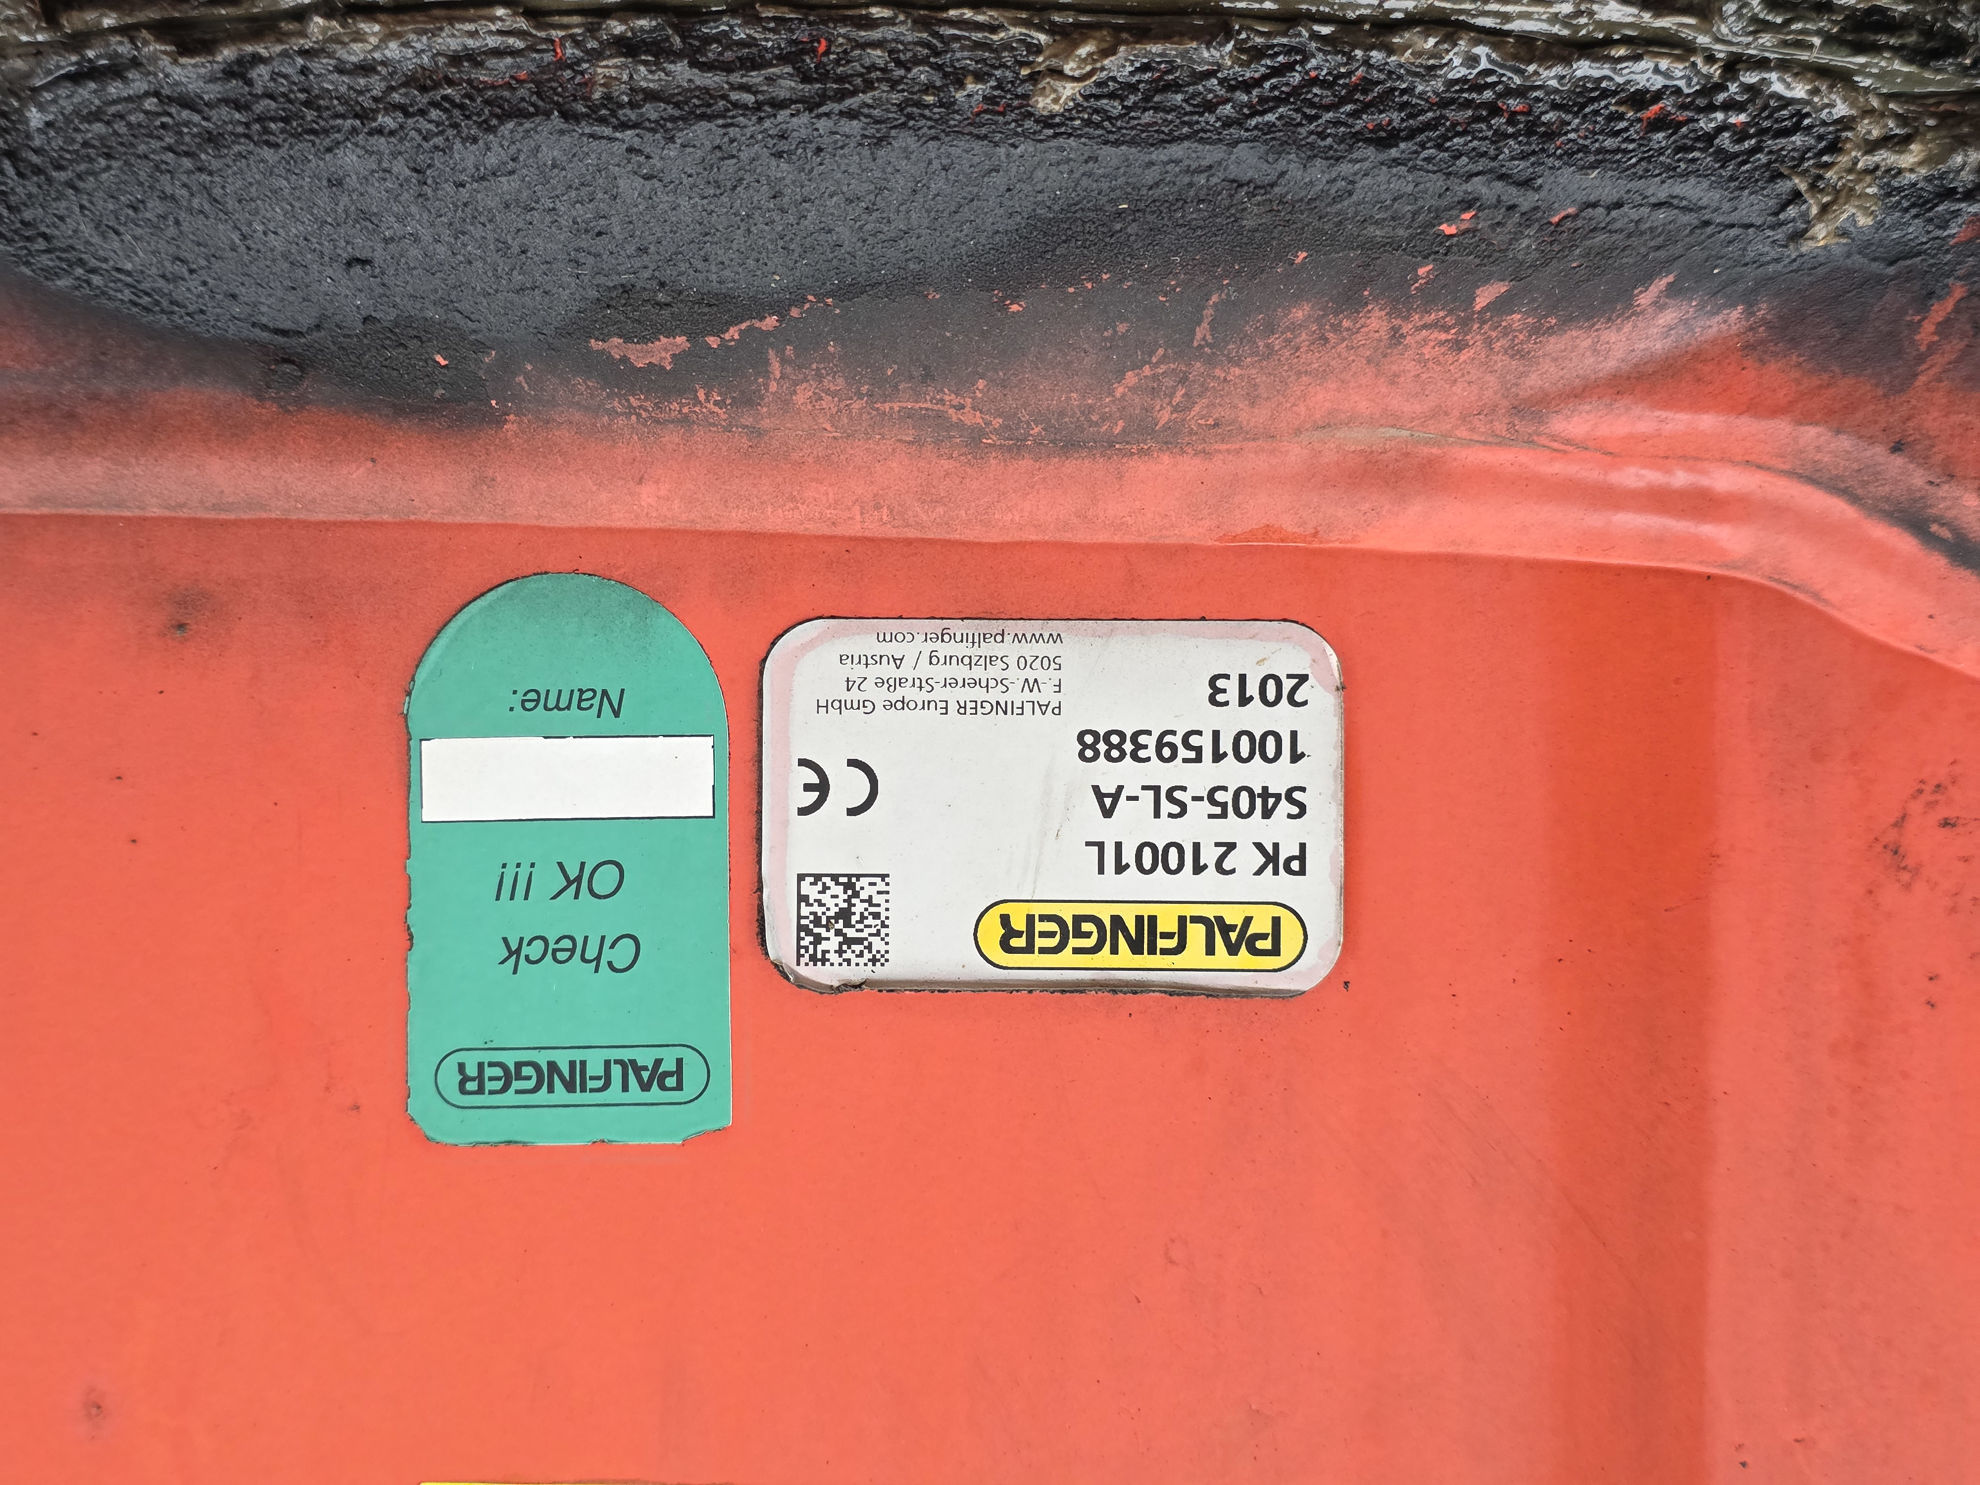 PALFINGER
Check
OK !!!
Name:
PALFINGER
PK 21001L
S405-SL-A
100159388
2013
CE
PALFINGER Europe GmbH
F.-W.-Scherer-Straße 24
5020 Salzburg / Austria
www.palfinger.com